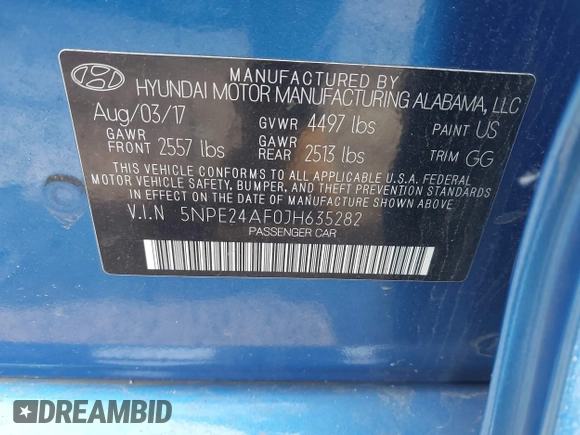 MANUFACTURED BY
HYUNDAI MOTOR MANUFACTURING ALABAMA, LLC
Aug/03/17 GVWR 4497 lbs PAINT US
GAWR FRONT 2557 lbs GAWR REAR 2513 lbs TRIM GG
THIS VEHICLE CONFORMS TO ALL APPLICABLE U.S.A. FEDERAL
MOTOR VEHICLE SAFETY, BUMPER, AND THEFT PREVENTION STANDARDS
IN EFFECT ON THE DATE OF MANUFACTURE SHOWN ABOVE
V.I.N 5NPE24AF0JH635282
PASSENGER CAR
DREAMBID